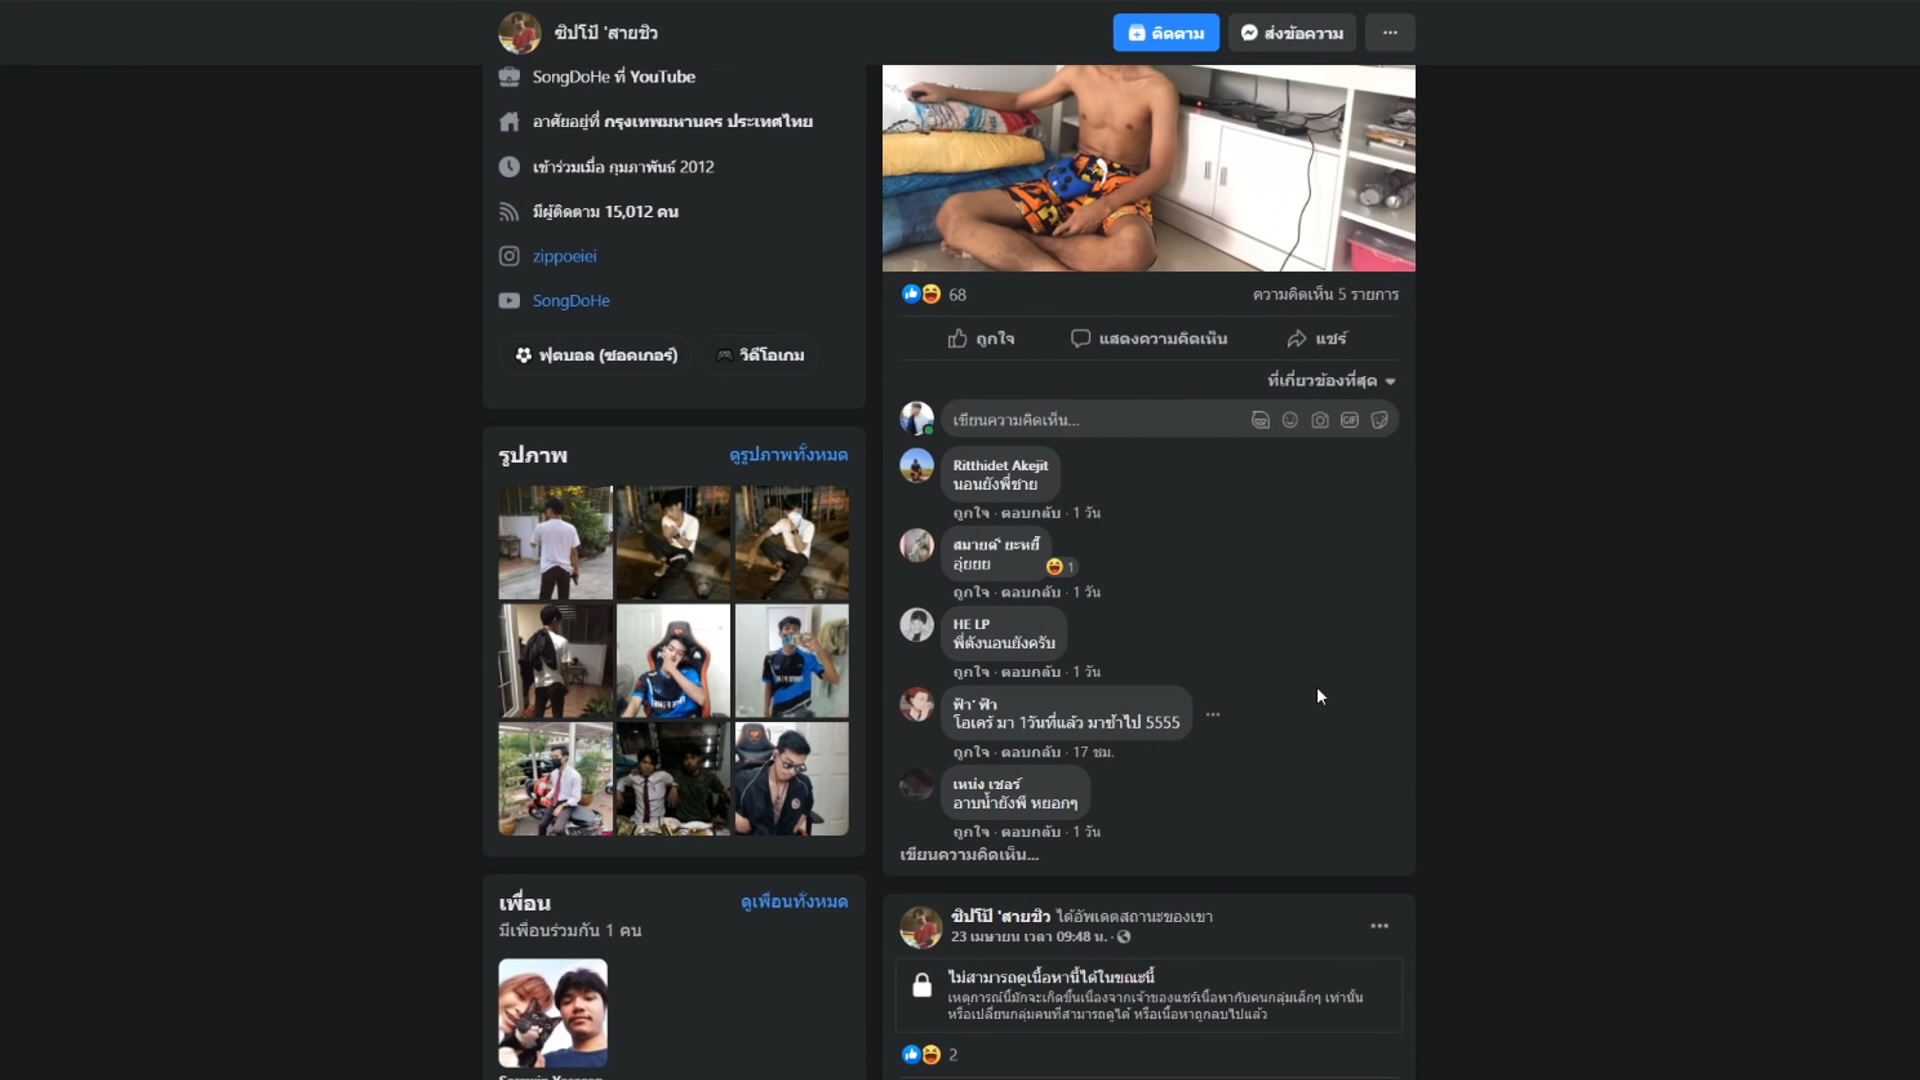 ซิปโป้ 'สายชิว
ติดตาม
ส่งข้อความ
SongDoHe ที่ YouTube
อาศัยอยู่ที่ กรุงเทพมหานคร ประเทศไทย
เข้าร่วมเมื่อ กุมภาพันธ์ 2012
มีผู้ติดตาม 15,012 คน
zippoeiei
SongDoHe
ฟุตบอล (ซอคเกอร์)
วิดีโอเกม
รูปภาพ
ดูรูปภาพทั้งหมด
เพื่อน
ดูเพื่อนทั้งหมด
มีเพื่อนร่วมกัน 1 คน
68
ความคิดเห็น 5 รายการ
ถูกใจ
แสดงความคิดเห็น
แชร์
ที่เกี่ยวข้องที่สุด
เขียนความคิดเห็น...
GIF
Ritthidet Akejit
นอนยังพี่ชาย
ถูกใจ · ตอบกลับ · 1 วัน
สมายด์' ยะหยี๋
อุ่ยยย
1
ถูกใจ · ตอบกลับ · 1 วัน
HE LP
พี่ตังนอนยังครับ
ถูกใจ · ตอบกลับ · 1 วัน
ฟ้า' ฟ้า
โอเคร์ มา 1วันที่แล้ว มาช้ำไป 5555
ถูกใจ · ตอบกลับ · 17 ชม.
เหน่ง เชอร์
อาบน้ำยังพี หยอกๆ
ถูกใจ · ตอบกลับ · 1 วัน
เขียนความคิดเห็น...
ซิปโป้ 'สายชิว ได้อัพเดตสถานะของเขา
23 เมษายน เวลา 09:48 น. ·
ไม่สามารถดูเนื้อหานี้ได้ในขณะนี้
เหตุการณ์นี้มักจะเกิดขึ้นเนื่องจากเจ้าของแชร์เนื้อหากับคนกลุ่มเล็กๆ เท่านั้น
หรือเปลี่ยนกลุ่มคนที่สามารถดูได้ หรือเนื้อหาถูกลบไปแล้ว
2